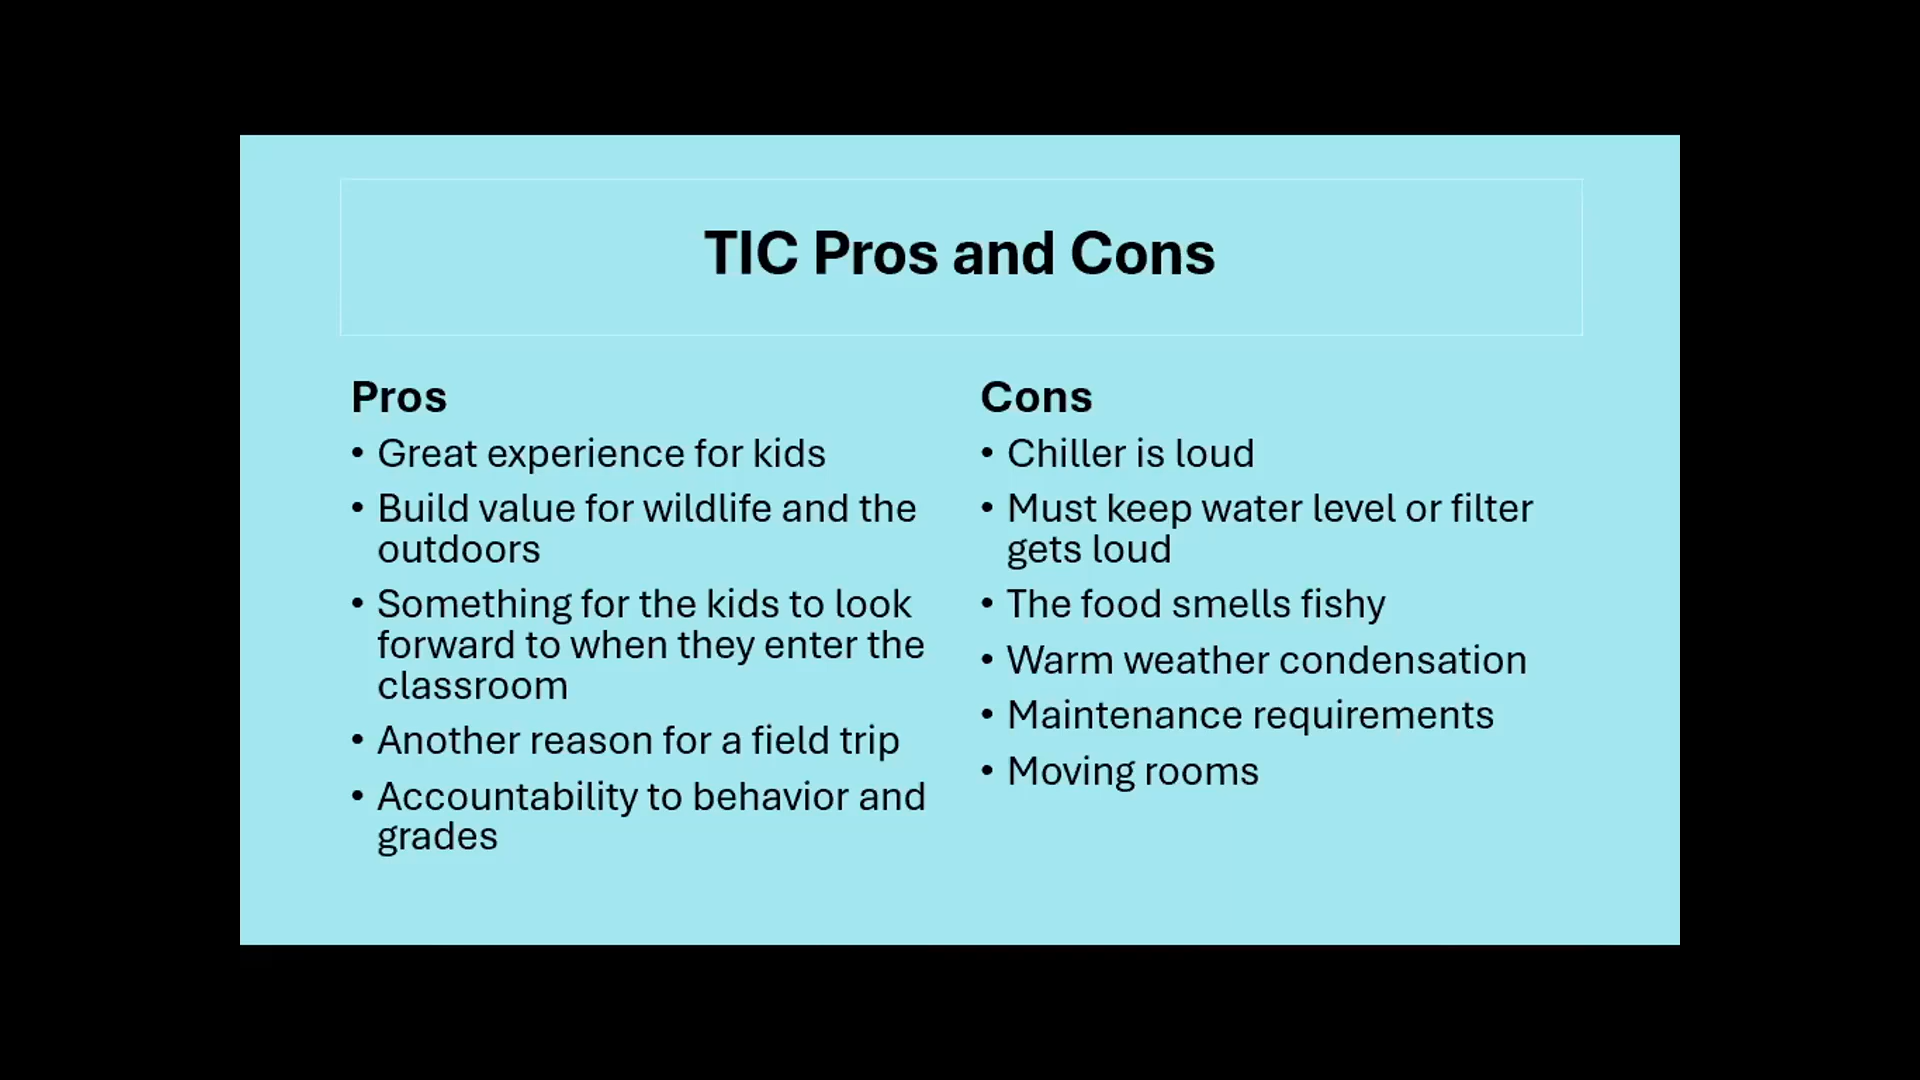 TIC Pros and Cons
Pros
• Great experience for kids
• Build value for wildlife and the
outdoors
• Something for the kids to look
forward to when they enter the
classroom
• Another reason for a field trip
• Accountability to behavior and
grades
Cons
• Chiller is loud
• Must keep water level or filter
gets loud
• The food smells fishy
• Warm weather condensation
• Maintenance requirements
• Moving rooms